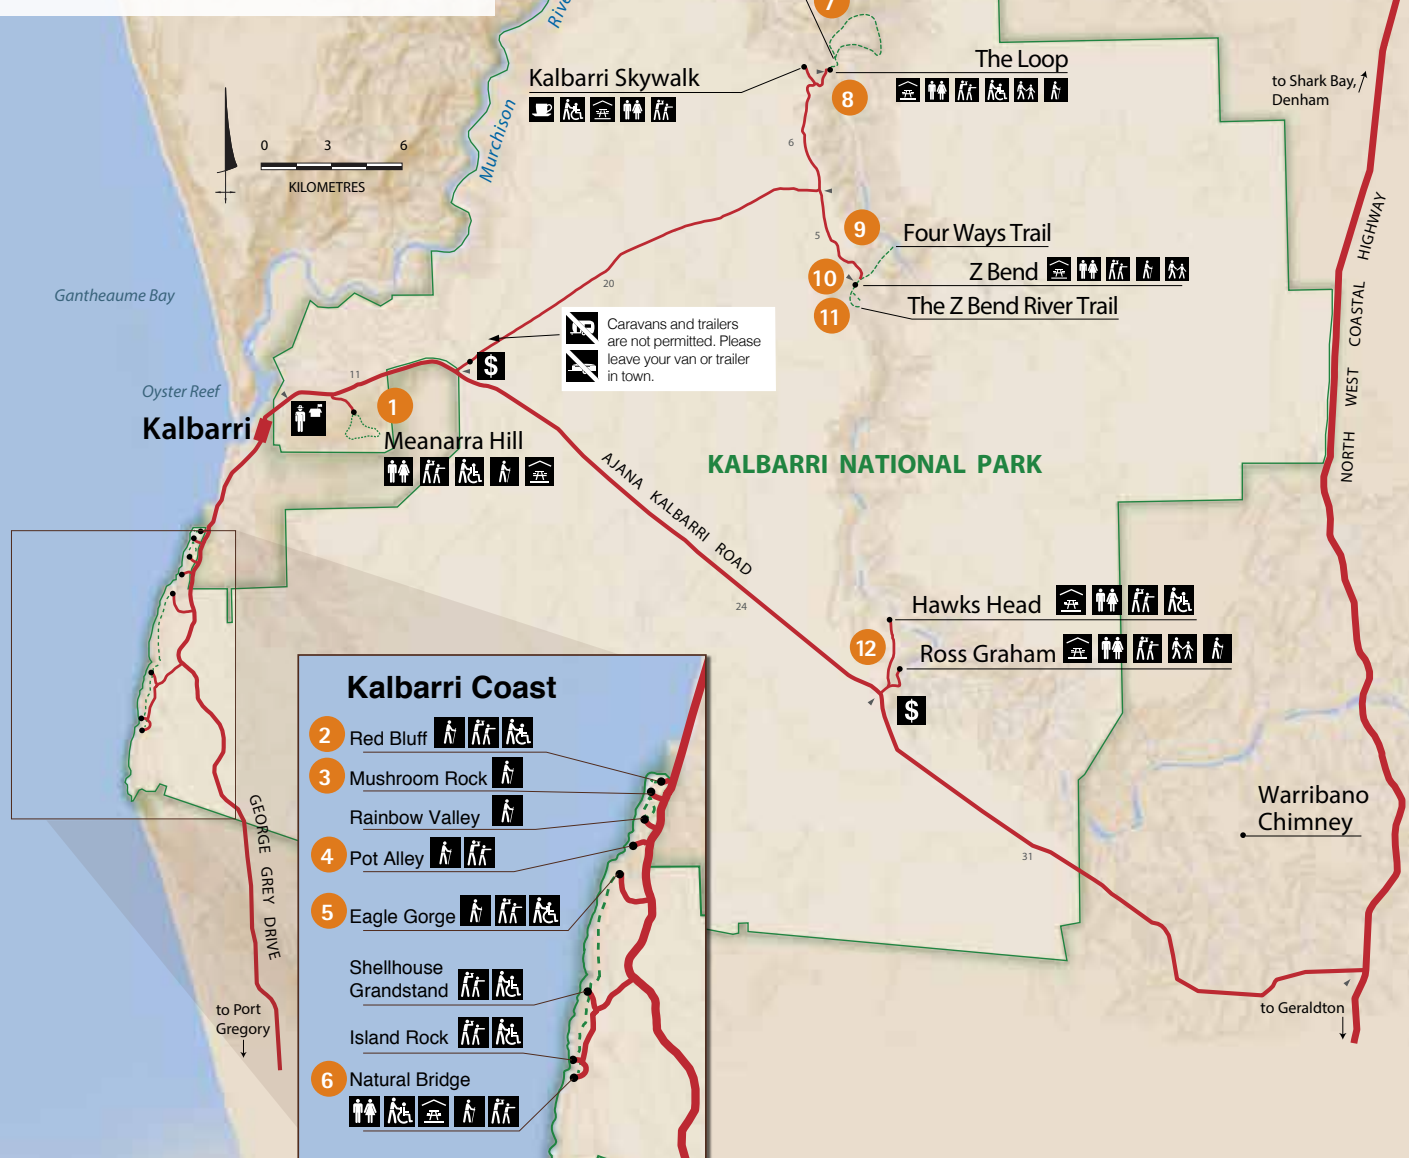 Rive
7
The Loop
Kalbarri Skywalk
8
to Shark Bay,
Denham
0 3 6
KILOMETRES
Murchison
6
9
5
Four Ways Trail
10
Z Bend
11
The Z Bend River Trail
20
Gantheaume Bay
Caravans and trailers
are not permitted. Please
leave your van or trailer
in town.
$
11
Oyster Reef
Kalbarri
1
Meanarra Hill
KALBARRI NATIONAL PARK
AJANA KALBARRI ROAD
NORTH WEST COASTAL HIGHWAY
24
Hawks Head
12
Ross Graham
$
Kalbarri Coast
2 Red Bluff
3 Mushroom Rock
Rainbow Valley
4 Pot Alley
5 Eagle Gorge
Shellhouse
Grandstand
Island Rock
6 Natural Bridge
GEORGE GREY DRIVE
to Port
Gregory
Warribano
Chimney
31
to Geraldton